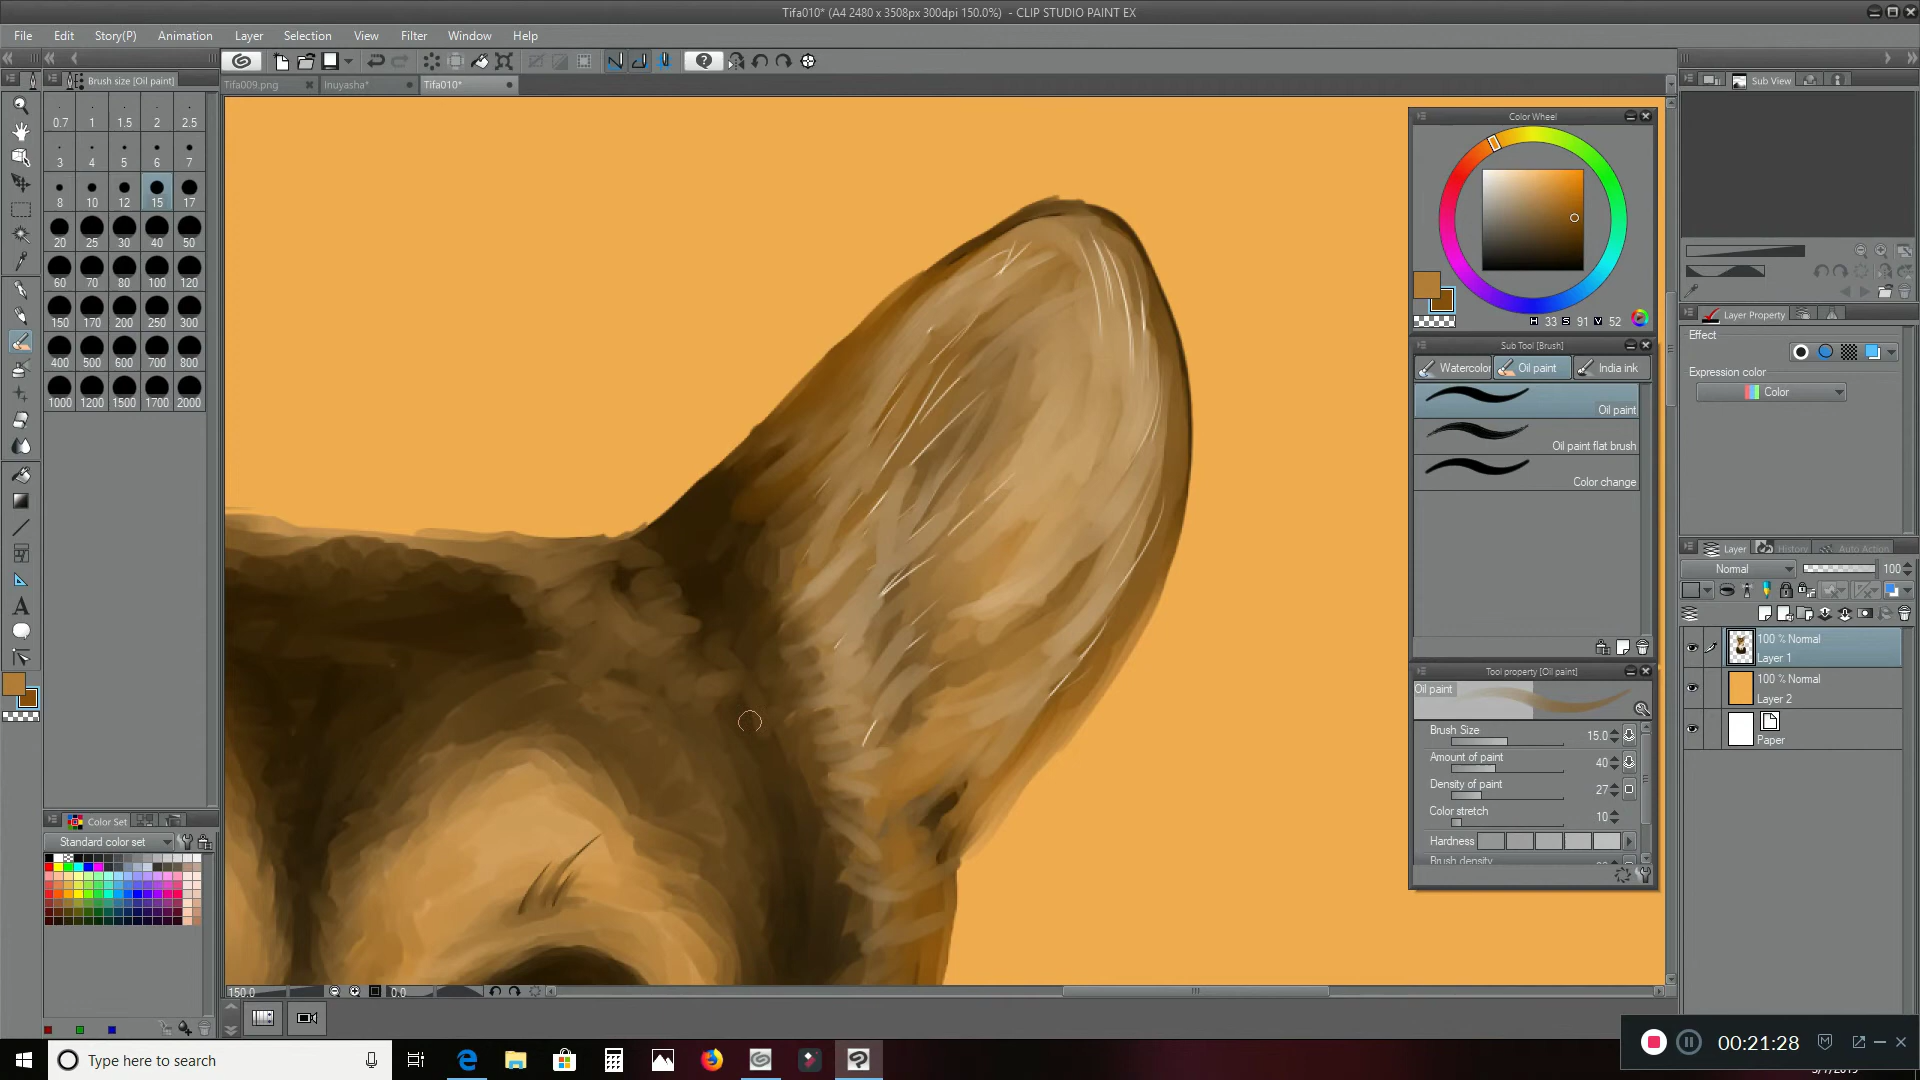 Tifa010* (A4 2480 x 3508px 300dpi 150.0%) - CLIP STUDIO PAINT EX
File Edit Story(P) Animation Layer Selection Filter View Window Help
Tifa009.png Inuyasha* Tifa010*
Brush size [Oil paint]
0.7 1 1.5 2 2.5
3 4 5 6 7
8 10 12 15 17
20 25 30 40 50
60 70 80 100 120
150 170 200 250 300
400 500 600 700 800
1000 1200 1500 1700 2000
Color Set
Standard color set
150.0 0.0
Color Wheel
H 33 S 91 V 52
Sub Tool [Brush]
Watercolor Oil paint India ink
Oil paint
Oil paint flat brush
Color change
Tool property [Oil paint]
Oil paint
Brush Size 15.0
Amount of paint 40
Density of paint 27
Color stretch 10
Hardness
Brush density
Sub View
Layer Property
Effect
Expression color
Color
Layer History Auto Action
Normal 100
100 % Normal
Layer 1
100 % Normal
Layer 2
Paper
Type here to search
00:21:28